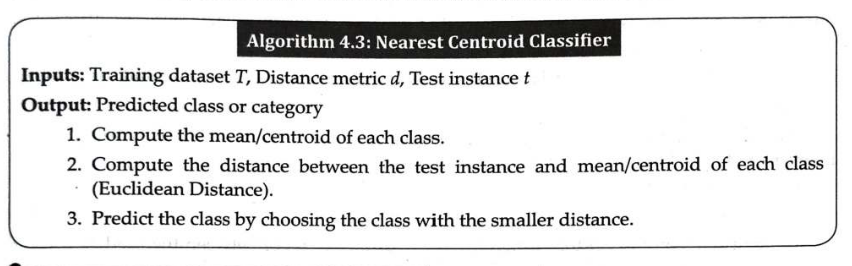 Algorithm 4.3: Nearest Centroid Classifier
Inputs: Training dataset T, Distance metric d, Test instance t
Output: Predicted class or category
1. Compute the mean/centroid of each class.
2. Compute the distance between the test instance and mean/centroid of each class
(Euclidean Distance).
3. Predict the class by choosing the class with the smaller distance.